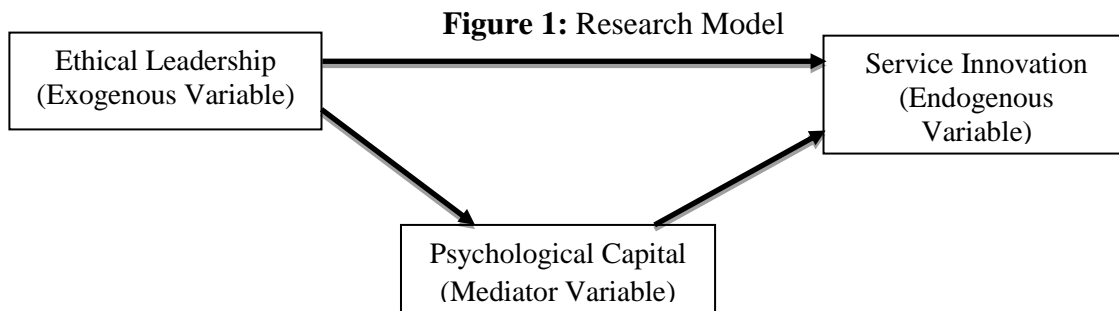 Figure 1: Research Model
Ethical Leadership
(Exogenous Variable)
Service Innovation
(Endogenous
Variable)
Psychological Capital
(Mediator Variable)